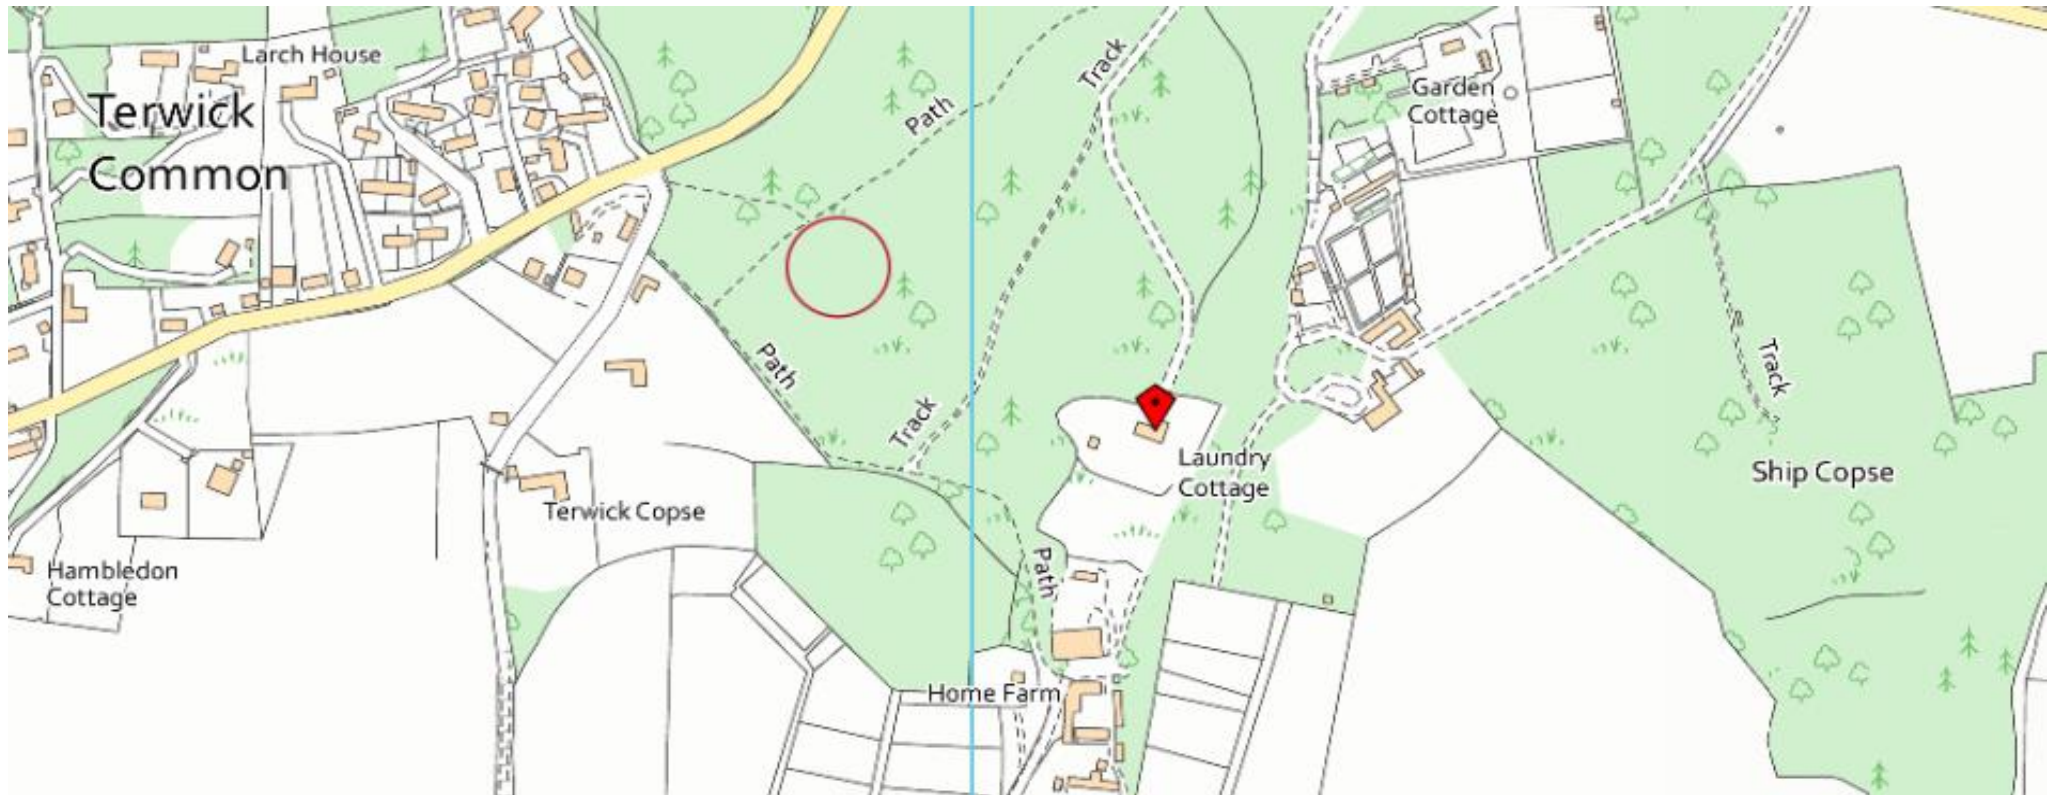 Larch House
Terwick
Common
Path
Track
Garden
Cottage
Path
Track
Track
Laundry
Cottage
Ship Copse
Terwick Copse
Hambledon
Cottage
Path
Home Farm